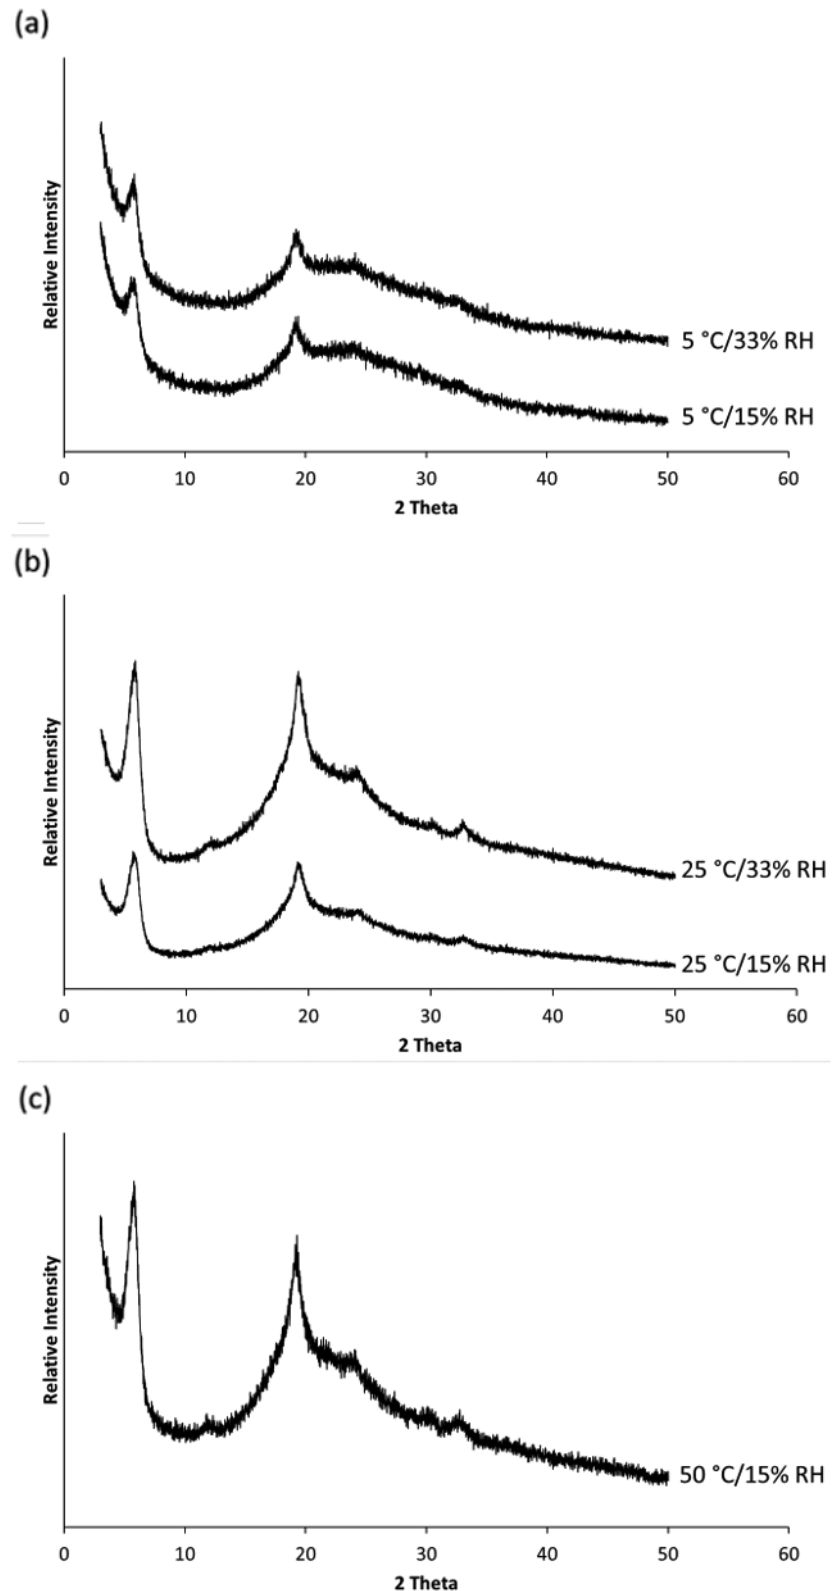 (a)
Relative Intensity
5 °C/33% RH
5 °C/15% RH
0 10 20 30 40 50 60
2 Theta
(b)
Relative Intensity
25 °C/33% RH
25 °C/15% RH
0 10 20 30 40 50 60
2 Theta
(c)
Relative Intensity
50 °C/15% RH
0 10 20 30 40 50 60
2 Theta